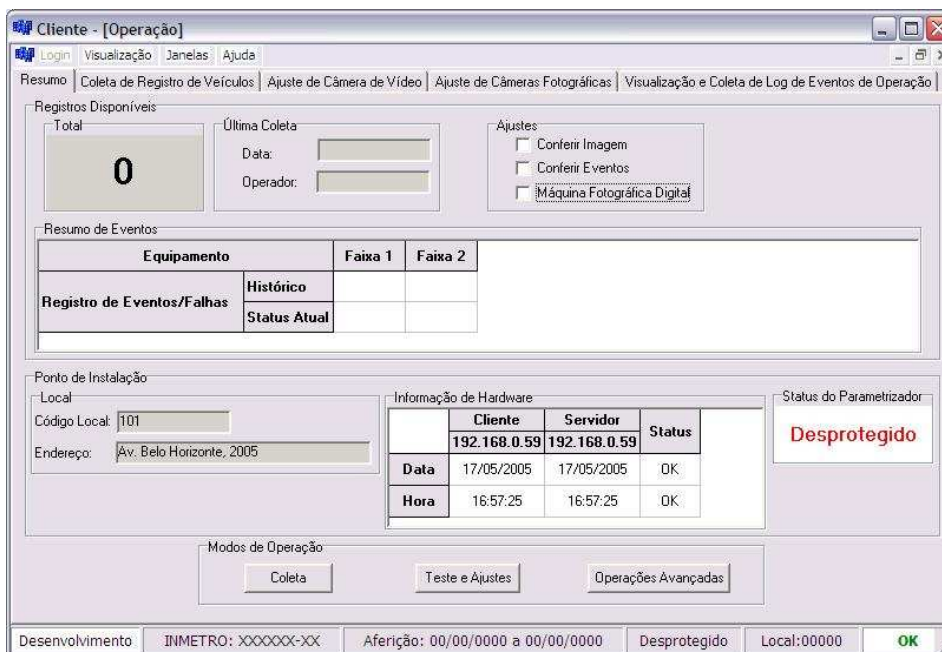 Cliente - [Operação]
Login Visualização Janelas Ajuda
Resumo Coleta de Registro de Veículos Ajuste de Câmera de Vídeo Ajuste de Câmeras Fotográficas Visualização e Coleta de Log de Eventos de Operação
Registros Disponíveis
Total
0
Última Coleta
Data:
Operador:
Ajustes
Conferir Imagem
Conferir Eventos
Máquina Fotográfica Digital
Resumo de Eventos
Equipamento Faixa 1 Faixa 2
Registro de Eventos/Falhas
Histórico
Status Atual
Ponto de Instalação
Local
Código Local: 101
Endereço: Av. Belo Horizonte, 2005
Informação de Hardware
Cliente Servidor Status
192.168.0.59 192.168.0.59
Data 17/05/2005 17/05/2005 OK
Hora 16:57:25 16:57:25 OK
Status do Parametrizador
Desprotegido
Modos de Operação
Coleta Teste e Ajustes Operações Avançadas
Desenvolvimento INMETRO: XXXXXX-XX Aferição: 00/00/0000 a 00/00/0000 Desprotegido Local:00000 OK